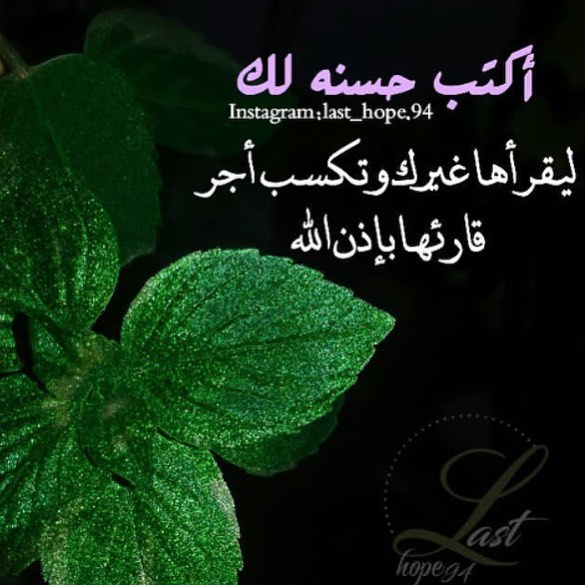 أكتب حسنه لك
Instagram:last_hope.94
ليقرأها غيرك وتكسب أجر
قارئها بإذن الله
Last
hope94